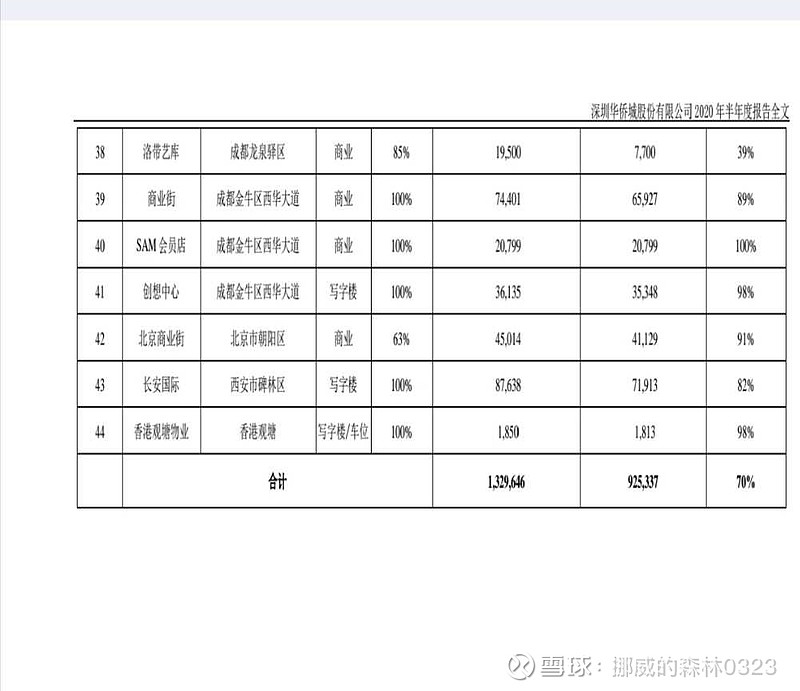 深圳华侨城股份有限公司 2020 年半年度报告全文
38 洛带艺库 成都龙泉驿区 商业 85% 19,500 7,700 39%
39 商业街 成都金牛区西华大道 商业 100% 74,401 65,927 89%
40 SAM 会员店 成都金牛区西华大道 商业 100% 20,799 20,799 100%
41 创想中心 成都金牛区西华大道 写字楼 100% 36,135 35,348 98%
42 北京商业街 北京市朝阳区 商业 63% 45,014 41,129 91%
43 长安国际 西安市碑林区 写字楼 100% 87,638 71,913 82%
44 香港观塘物业 香港观塘 写字楼/车位 100% 1,850 1,813 98%
合计 1,329,646 925,337 70%
雪球:挪威的森林0323